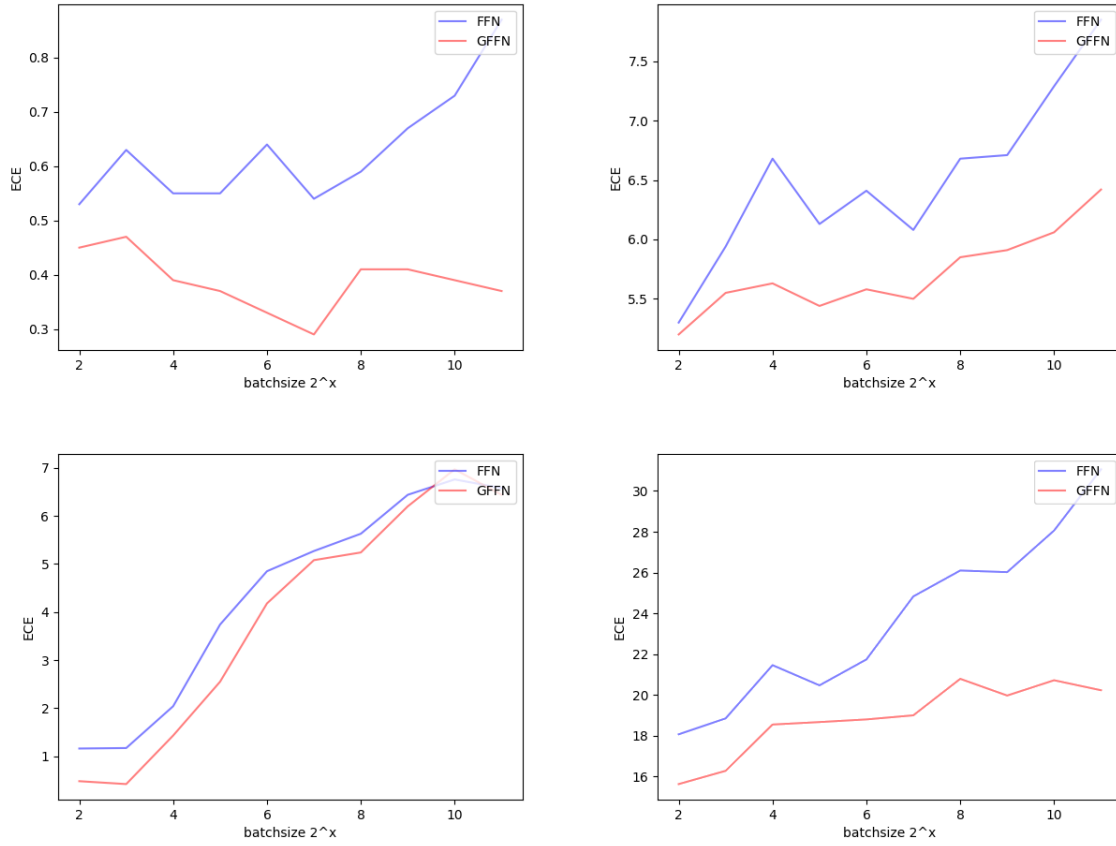 FFN
GFFN
0.8
0.7
0.6
0.5
0.4
0.3
ECE
2 4 6 8 10
batchsize 2^x
FFN
GFFN
7.5
7.0
6.5
6.0
5.5
ECE
2 4 6 8 10
batchsize 2^x
FFN
GFFN
7
6
5
4
3
2
1
ECE
2 4 6 8 10
batchsize 2^x
FFN
GFFN
30
28
26
24
22
20
18
16
ECE
2 4 6 8 10
batchsize 2^x